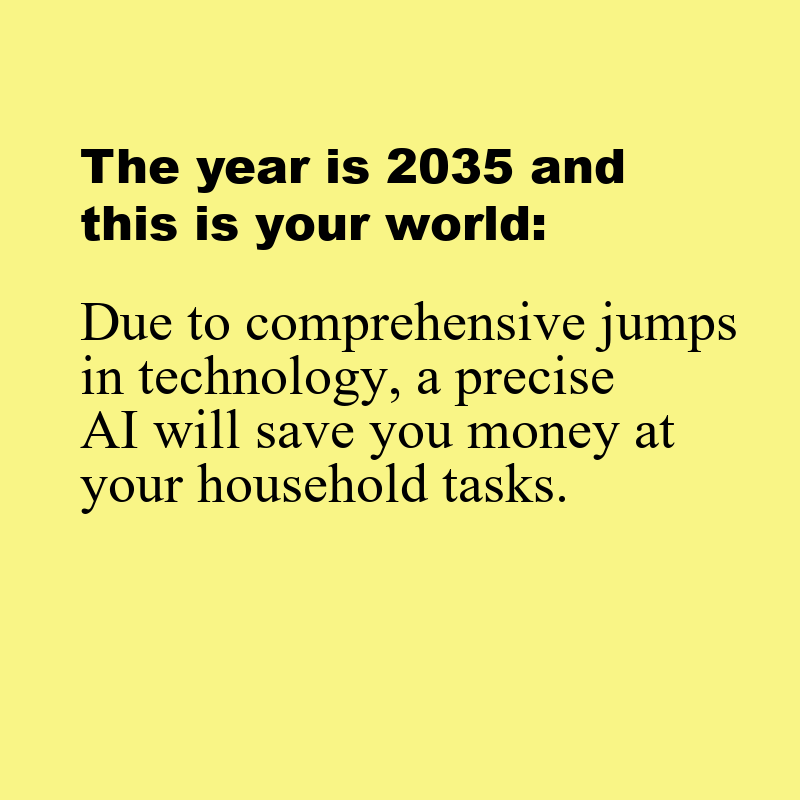 The year is 2035 and
this is your world:
Due to comprehensive jumps
in technology, a precise
AI will save you money at
your household tasks.